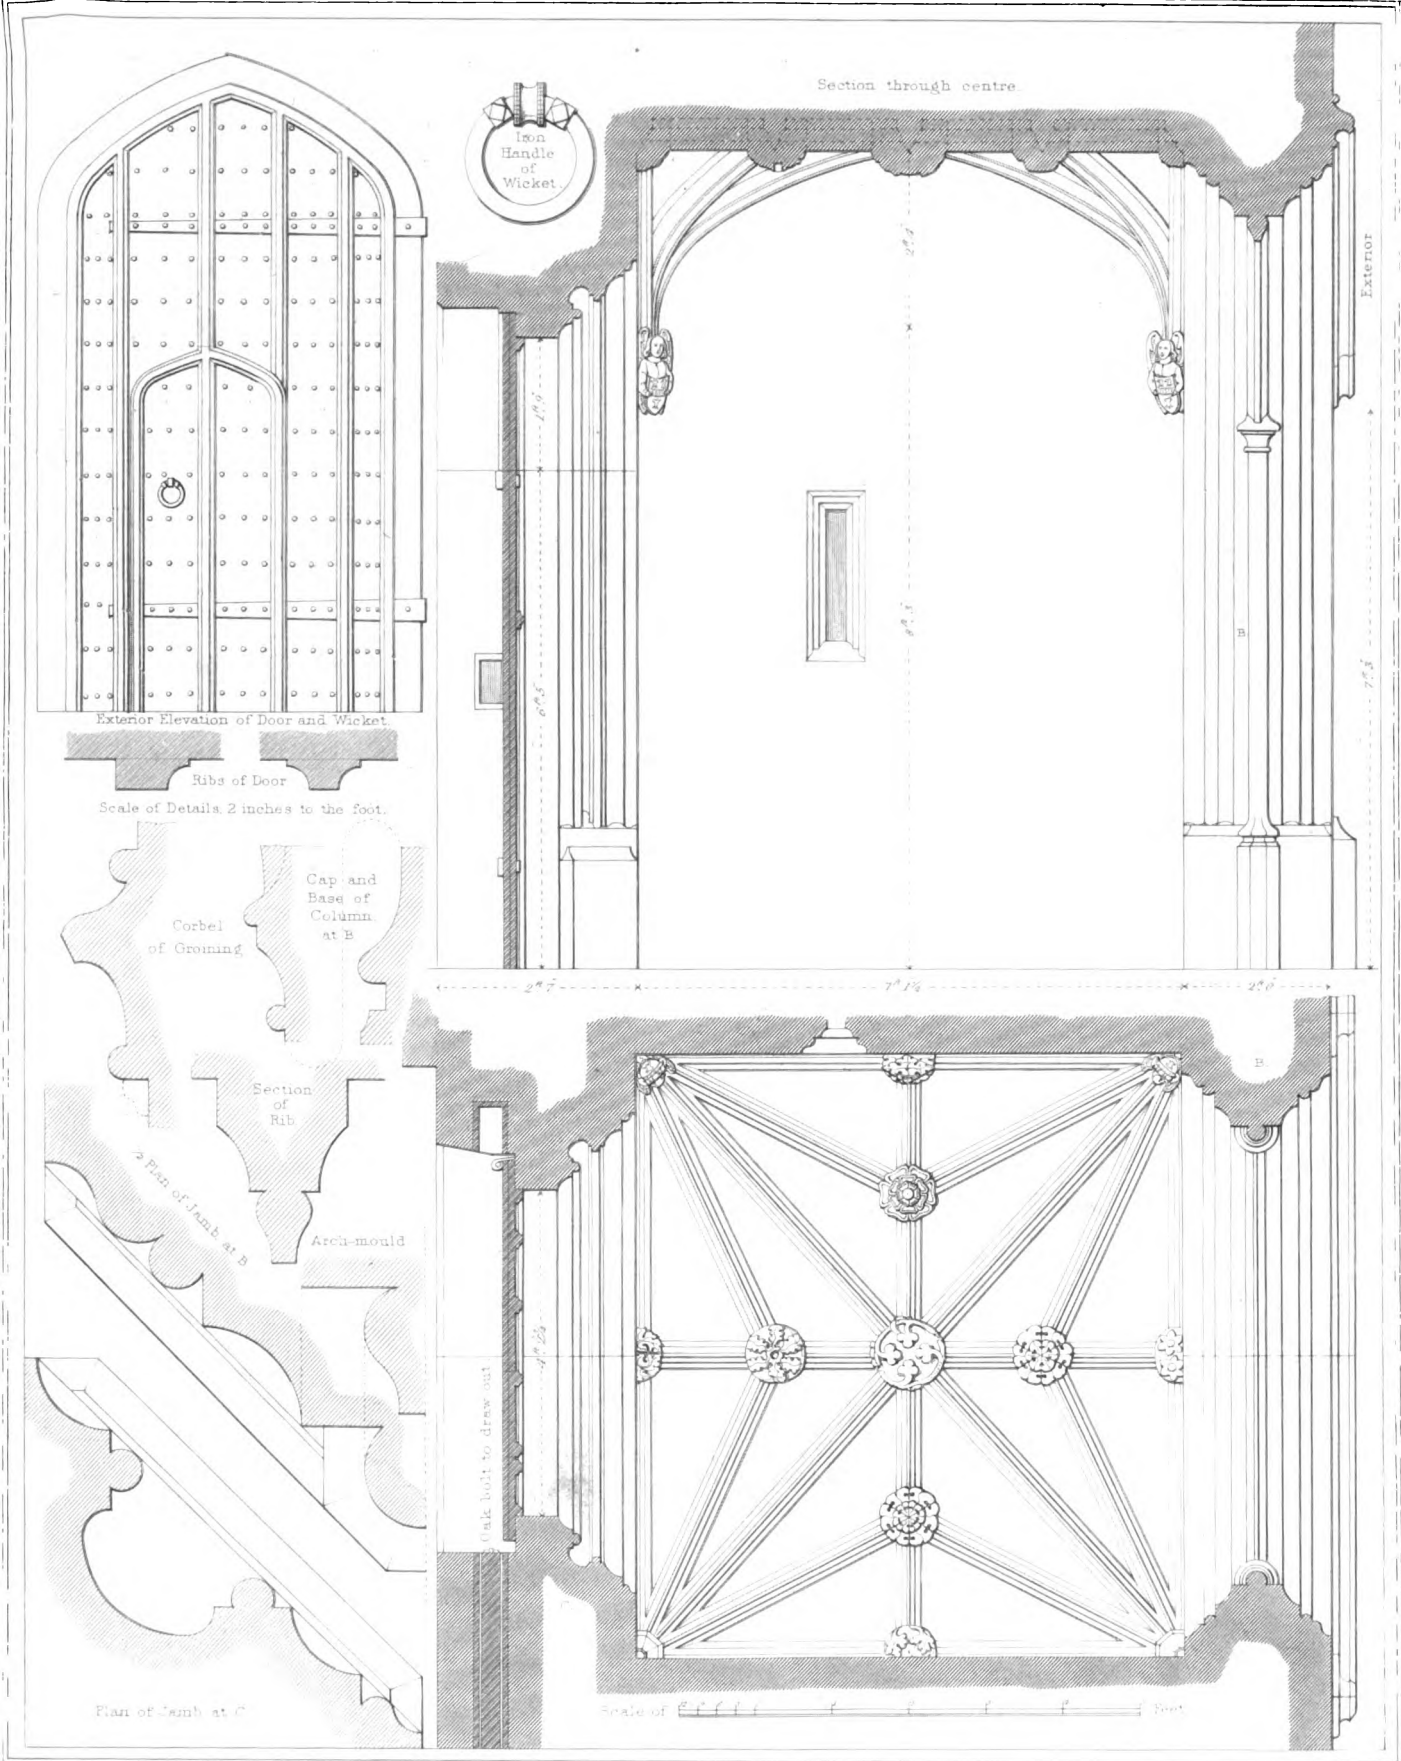 Section through centre.
Iron
Handle
of
Wicket.
Exterior
Exterior Elevation of Door and Wicket.
Ribs of Door
Scale of Details, 2 inches to the foot.
Corbel
of Groining
Cap and
Base of
Column
at B
B
Section
of
Rib
B
Plan of Jamb at B
Arch-mould
Oak bolt to draw out
Plan of Jamb at C
Scale of
Feet